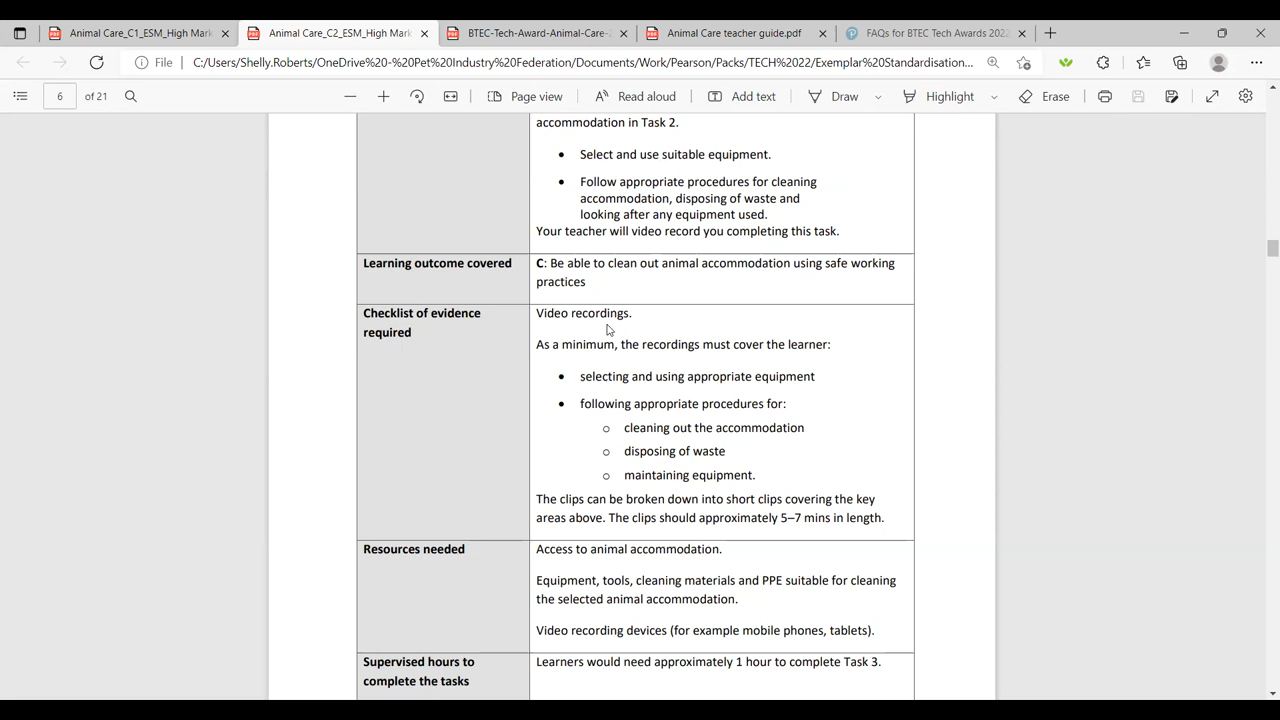 Animal Care_C1_ESM_High Mark
Animal Care_C2_ESM_High Mark
BTEC-Tech-Award-Animal-Care-2
Animal Care teacher guide.pdf
FAQs for BTEC Tech Awards 2022
File
C:/Users/Shelly.Roberts/OneDrive%20-%20Pet%20Industry%20Federation/Documents/Work/Pearson/Packs/TECH%2022/Exemplar%20Standardisation...
6 of 21
Page view
Read aloud
Add text
Draw
Highlight
Erase
accommodation in Task 2.
• Select and use suitable equipment.
• Follow appropriate procedures for cleaning
accommodation, disposing of waste and
looking after any equipment used.
Your teacher will video record you completing this task.
Learning outcome covered
C: Be able to clean out animal accommodation using safe working
practices
Checklist of evidence
required
Video recordings.
As a minimum, the recordings must cover the learner:
• selecting and using appropriate equipment
• following appropriate procedures for:
o cleaning out the accommodation
o disposing of waste
o maintaining equipment.
The clips can be broken down into short clips covering the key
areas above. The clips should approximately 5–7 mins in length.
Resources needed
Access to animal accommodation.
Equipment, tools, cleaning materials and PPE suitable for cleaning
the selected animal accommodation.
Video recording devices (for example mobile phones, tablets).
Supervised hours to
complete the tasks
Learners would need approximately 1 hour to complete Task 3.